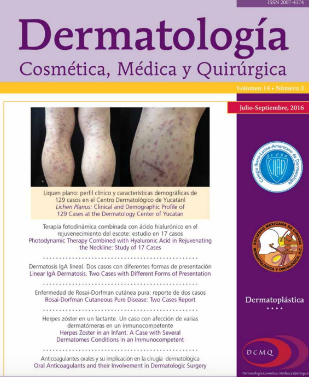 ISSN 2007-4174
Dermatología
Cosmética, Médica y Quirúrgica
Volumen 14 • Número 3
Julio-Septiembre, 2016
Liquen plano: perfil clínico y características demográficas de
129 casos en el Centro Dermatológico de Yucatán
Lichen Planus: Clinical and Demographic Profile of
129 Cases at the Dermatology Center of Yucatan
Terapia fotodinámica combinada con ácido hialurónico en el
rejuvenecimiento del escote: estudio en 17 casos
Photodynamic Therapy Combined with Hyaluronic Acid in Rejuvenating
the Neckline: Study of 17 Cases
Dermatosis IgA lineal. Dos casos con diferentes formas de presentación
Linear IgA Dermatosis. Two Cases with Different Forms of Presentation
Enfermedad de Rosai-Dorfman cutánea pura: reporte de dos casos
Rosai-Dorfman Cutaneous Pure Disease: Two Cases Report
Herpes zóster en un lactante. Un caso con afección de varias
dermátomeras en un inmunocompetente
Herpes Zoster in an Infant. A Case with Several
Dermatomes Conditions in an Immunocompetent
Anticoagulantes orales y su implicación en la cirugía dermatológica
Oral Anticoagulants and their Involvement in Dermatologic Surgery
Dermatoplástica
DCMQ
Dermatología Cosmética, Médica y Quirúrgica